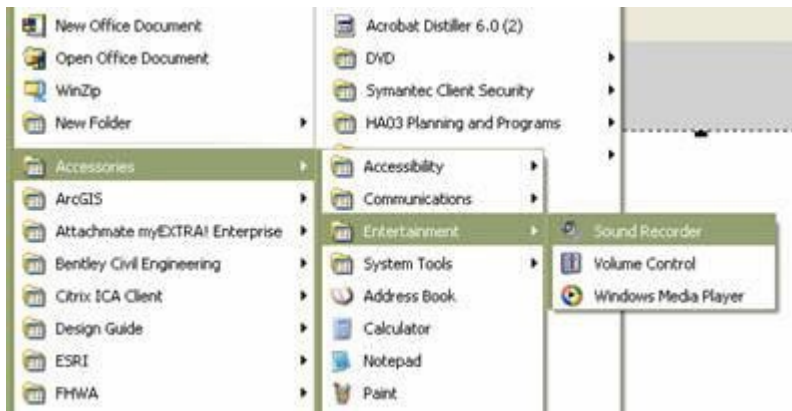 New Office Document
Open Office Document
WinZip
New Folder
Accessories
ArcGIS
Attachmate myEXTRA! Enterprise
Bentley Civil Engineering
Citrix ICA Client
Design Guide
ESRI
FHWA
Acrobat Distiller 6.0 (2)
DVD
Symantec Client Security
HA03 Planning and Programs
Accessibility
Communications
Entertainment
System Tools
Address Book
Calculator
Notepad
Paint
Sound Recorder
Volume Control
Windows Media Player